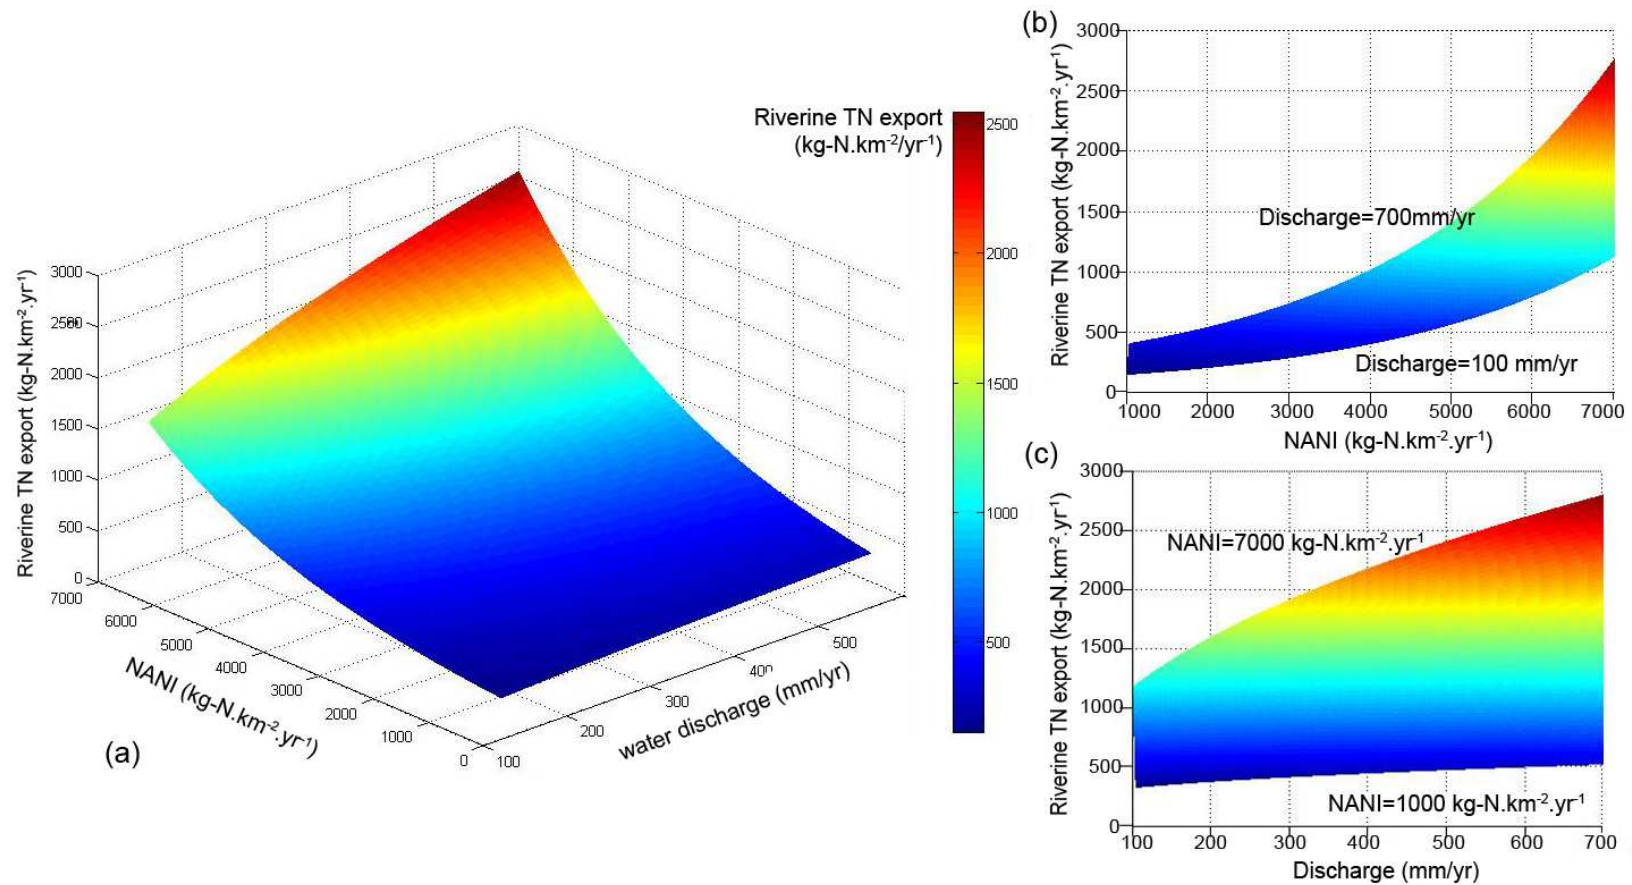 Riverine TN export
(kg-N.km⁻²/yr⁻¹)
2500
2000
1500
1000
500
Riverine TN export (kg-N.km⁻².yr⁻¹)
3000
2500
2000
1500
1000
500
0
7000
6000
5000
4000
3000
2000
1000
0
NANI (kg-N.km⁻².yr⁻¹)
100
200
300
400
500
water discharge (mm/yr)
(a)
(b)
Riverine TN export (kg-N.km⁻².yr⁻¹)
3000
2500
2000
1500
1000
500
0
Discharge=700mm/yr
Discharge=100 mm/yr
1000 2000 3000 4000 5000 6000 7000
NANI (kg-N.km⁻².yr⁻¹)
(c)
Riverine TN export (kg-N.km⁻².yr⁻¹)
3000
2500
2000
1500
1000
500
0
NANI=7000 kg-N.km⁻².yr⁻¹
NANI=1000 kg-N.km⁻².yr⁻¹
100 200 300 400 500 600 700
Discharge (mm/yr)